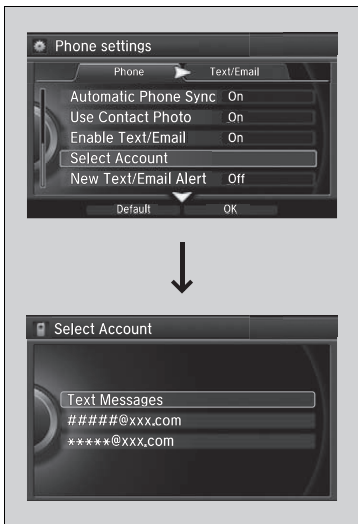 Phone settings
Phone Text/Email
Automatic Phone Sync On
Use Contact Photo On
Enable Text/Email On
Select Account
New Text/Email Alert Off
Default OK
Select Account
Text Messages
#####@xxx.com
*****@xxx.com